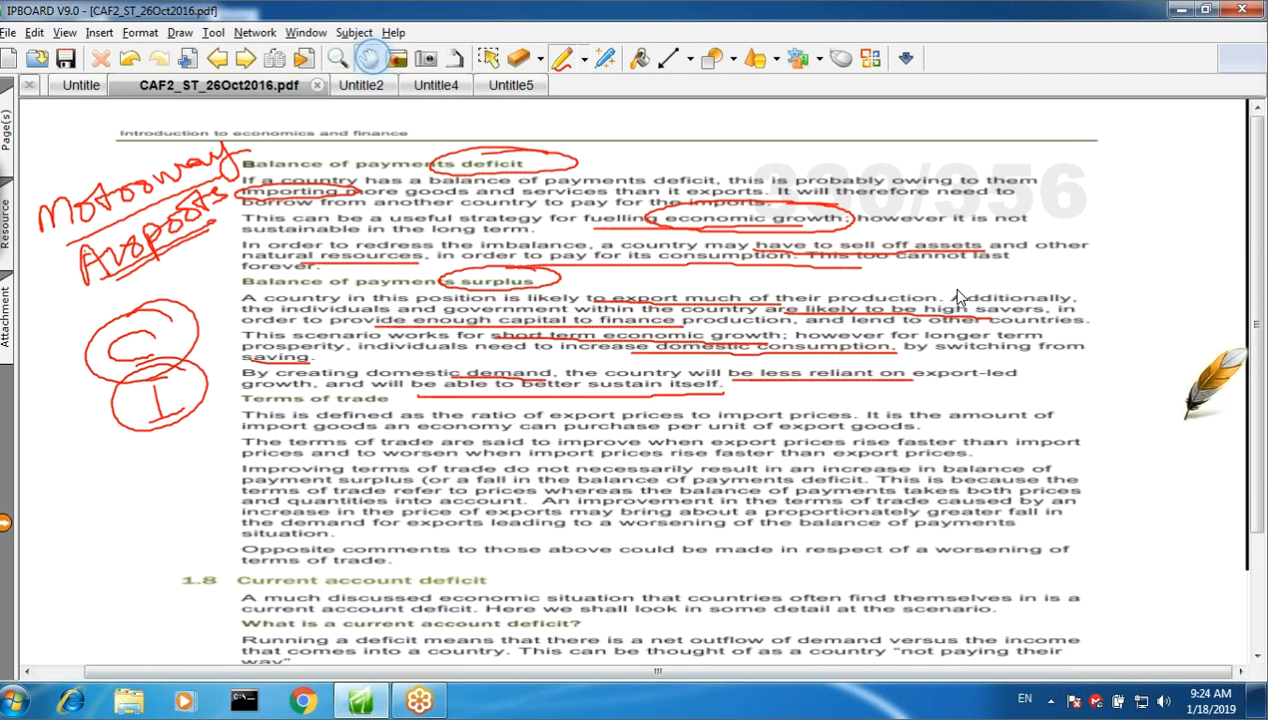 IPBOARD V9.0 - [CAF2_ST_26Oct2016.pdf]
File Edit View Insert Format Draw Tool Network Window Subject Help
Untitle CAF2_ST_26Oct2016.pdf Untitle2 Untitle4 Untitle5
Page(s)
Resource
Attachment
Introduction to economics and finance
Motorway
Airports
C
I
Balance of payments deficit
If a country has a balance of payments deficit, this is probably owing to them
importing more goods and services than it exports. It will therefore need to
borrow from another country to pay for the imports.
This can be a useful strategy for fuelling economic growth; however it is not
sustainable in the long term.
In order to redress the imbalance, a country may have to sell off assets and other
natural resources, in order to pay for its consumption. This too cannot last
forever.
Balance of payments surplus
A country in this position is likely to export much of their production. Additionally,
the individuals and government within the country are likely to be high savers, in
order to provide enough capital to finance production, and lend to other countries.
This scenario works for short term economic growth; however for longer term
prosperity, individuals need to increase domestic consumption, by switching from
saving.
By creating domestic demand, the country will be less reliant on export-led
growth, and will be able to better sustain itself.
Terms of trade
This is defined as the ratio of export prices to import prices. It is the amount of
import goods an economy can purchase per unit of export goods.
The terms of trade are said to improve when export prices rise faster than import
prices and to worsen when import prices rise faster than export prices.
Improving terms of trade do not necessarily result in an increase in balance of
payment surplus (or a fall in the balance of payments deficit. This is because the
terms of trade refer to prices whereas the balance of payments takes both prices
and quantities into account. An improvement in the terms of trade caused by an
increase in the price of exports may bring about a proportionately greater fall in
the demand for exports leading to a worsening of the balance of payments
situation.
Opposite comments to those above could be made in respect of a worsening of
terms of trade.
1.8 Current account deficit
A much discussed economic situation that countries often find themselves in is a
current account deficit. Here we shall look in some detail at the scenario.
What is a current account deficit?
Running a deficit means that there is a net outflow of demand versus the income
that comes into a country. This can be thought of as a country "not paying their
way"
EN
9:24 AM
1/18/2019